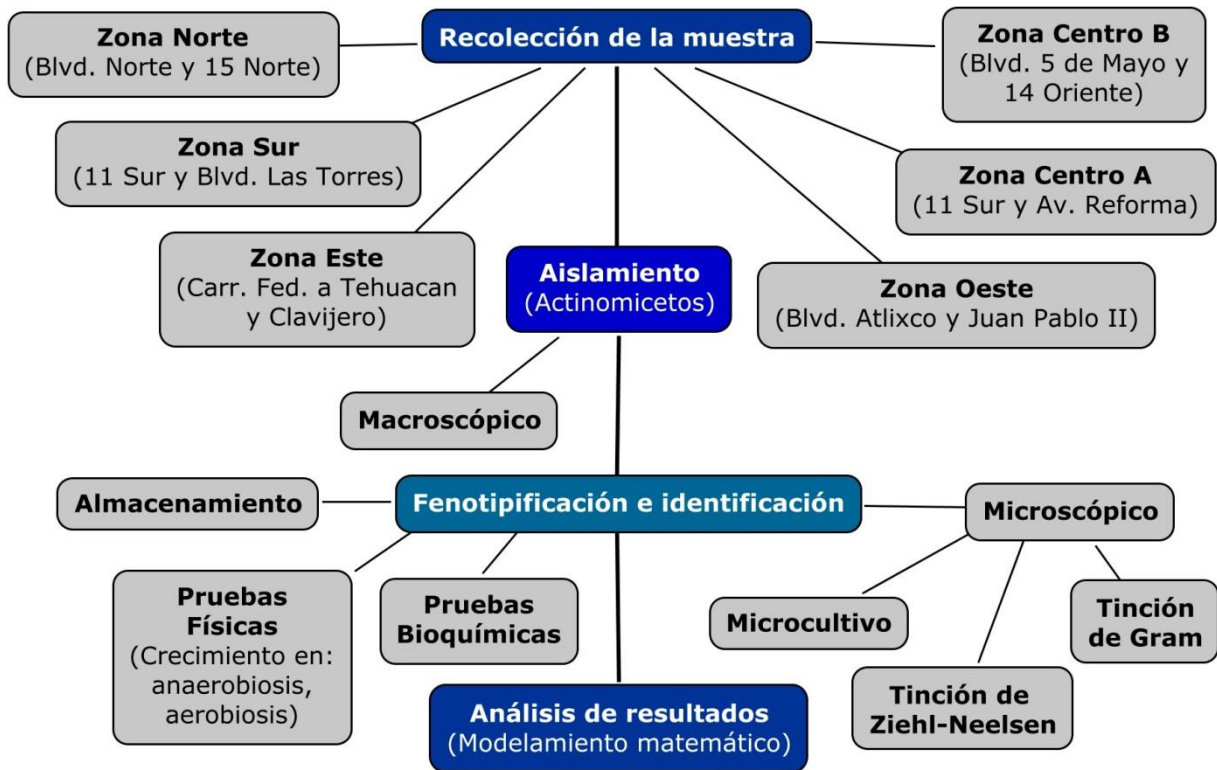 Recolección de la muestra
Zona Norte
(Blvd. Norte y 15 Norte)
Zona Centro B
(Blvd. 5 de Mayo y
14 Oriente)
Zona Sur
(11 Sur y Blvd. Las Torres)
Zona Centro A
(11 Sur y Av. Reforma)
Zona Este
(Carr. Fed. a Tehuacan
y Clavijero)
Aislamiento
(Actinomicetos)
Zona Oeste
(Blvd. Atlixco y Juan Pablo II)
Macroscópico
Almacenamiento
Fenotipificación e identificación
Microscópico
Pruebas
Físicas
(Crecimiento en:
anaerobiosis,
aerobiosis)
Pruebas
Bioquímicas
Microcultivo
Tinción
de Gram
Tinción de
Ziehl-Neelsen
Análisis de resultados
(Modelamiento matemático)